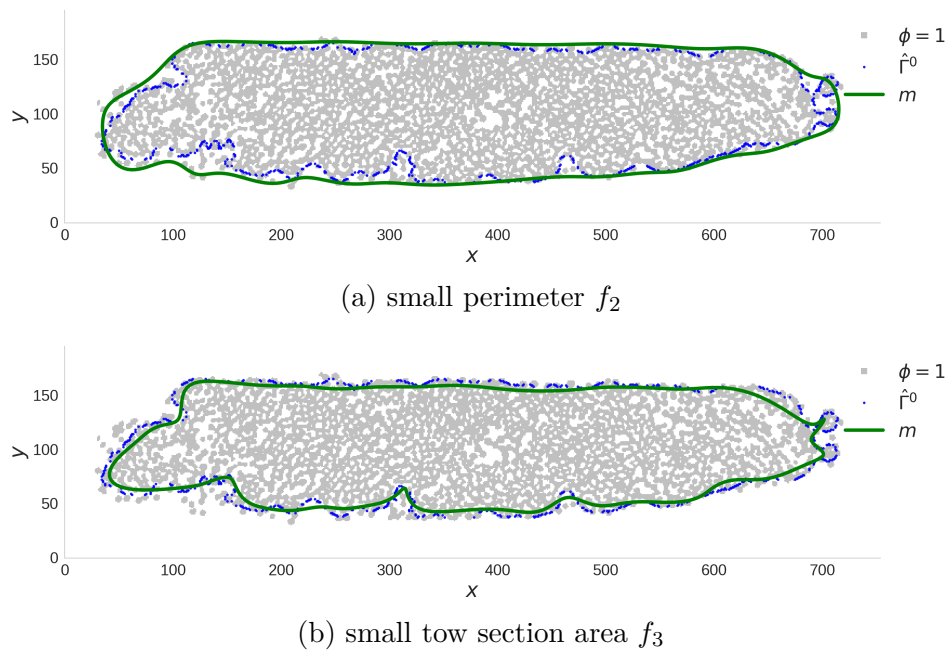 150
100
50
0
y
0 100 200 300 400 500 600 700
x
ϕ = 1
Γ̂⁰
m
(a) small perimeter f₂
150
100
50
0
y
0 100 200 300 400 500 600 700
x
ϕ = 1
Γ̂⁰
m
(b) small tow section area f₃